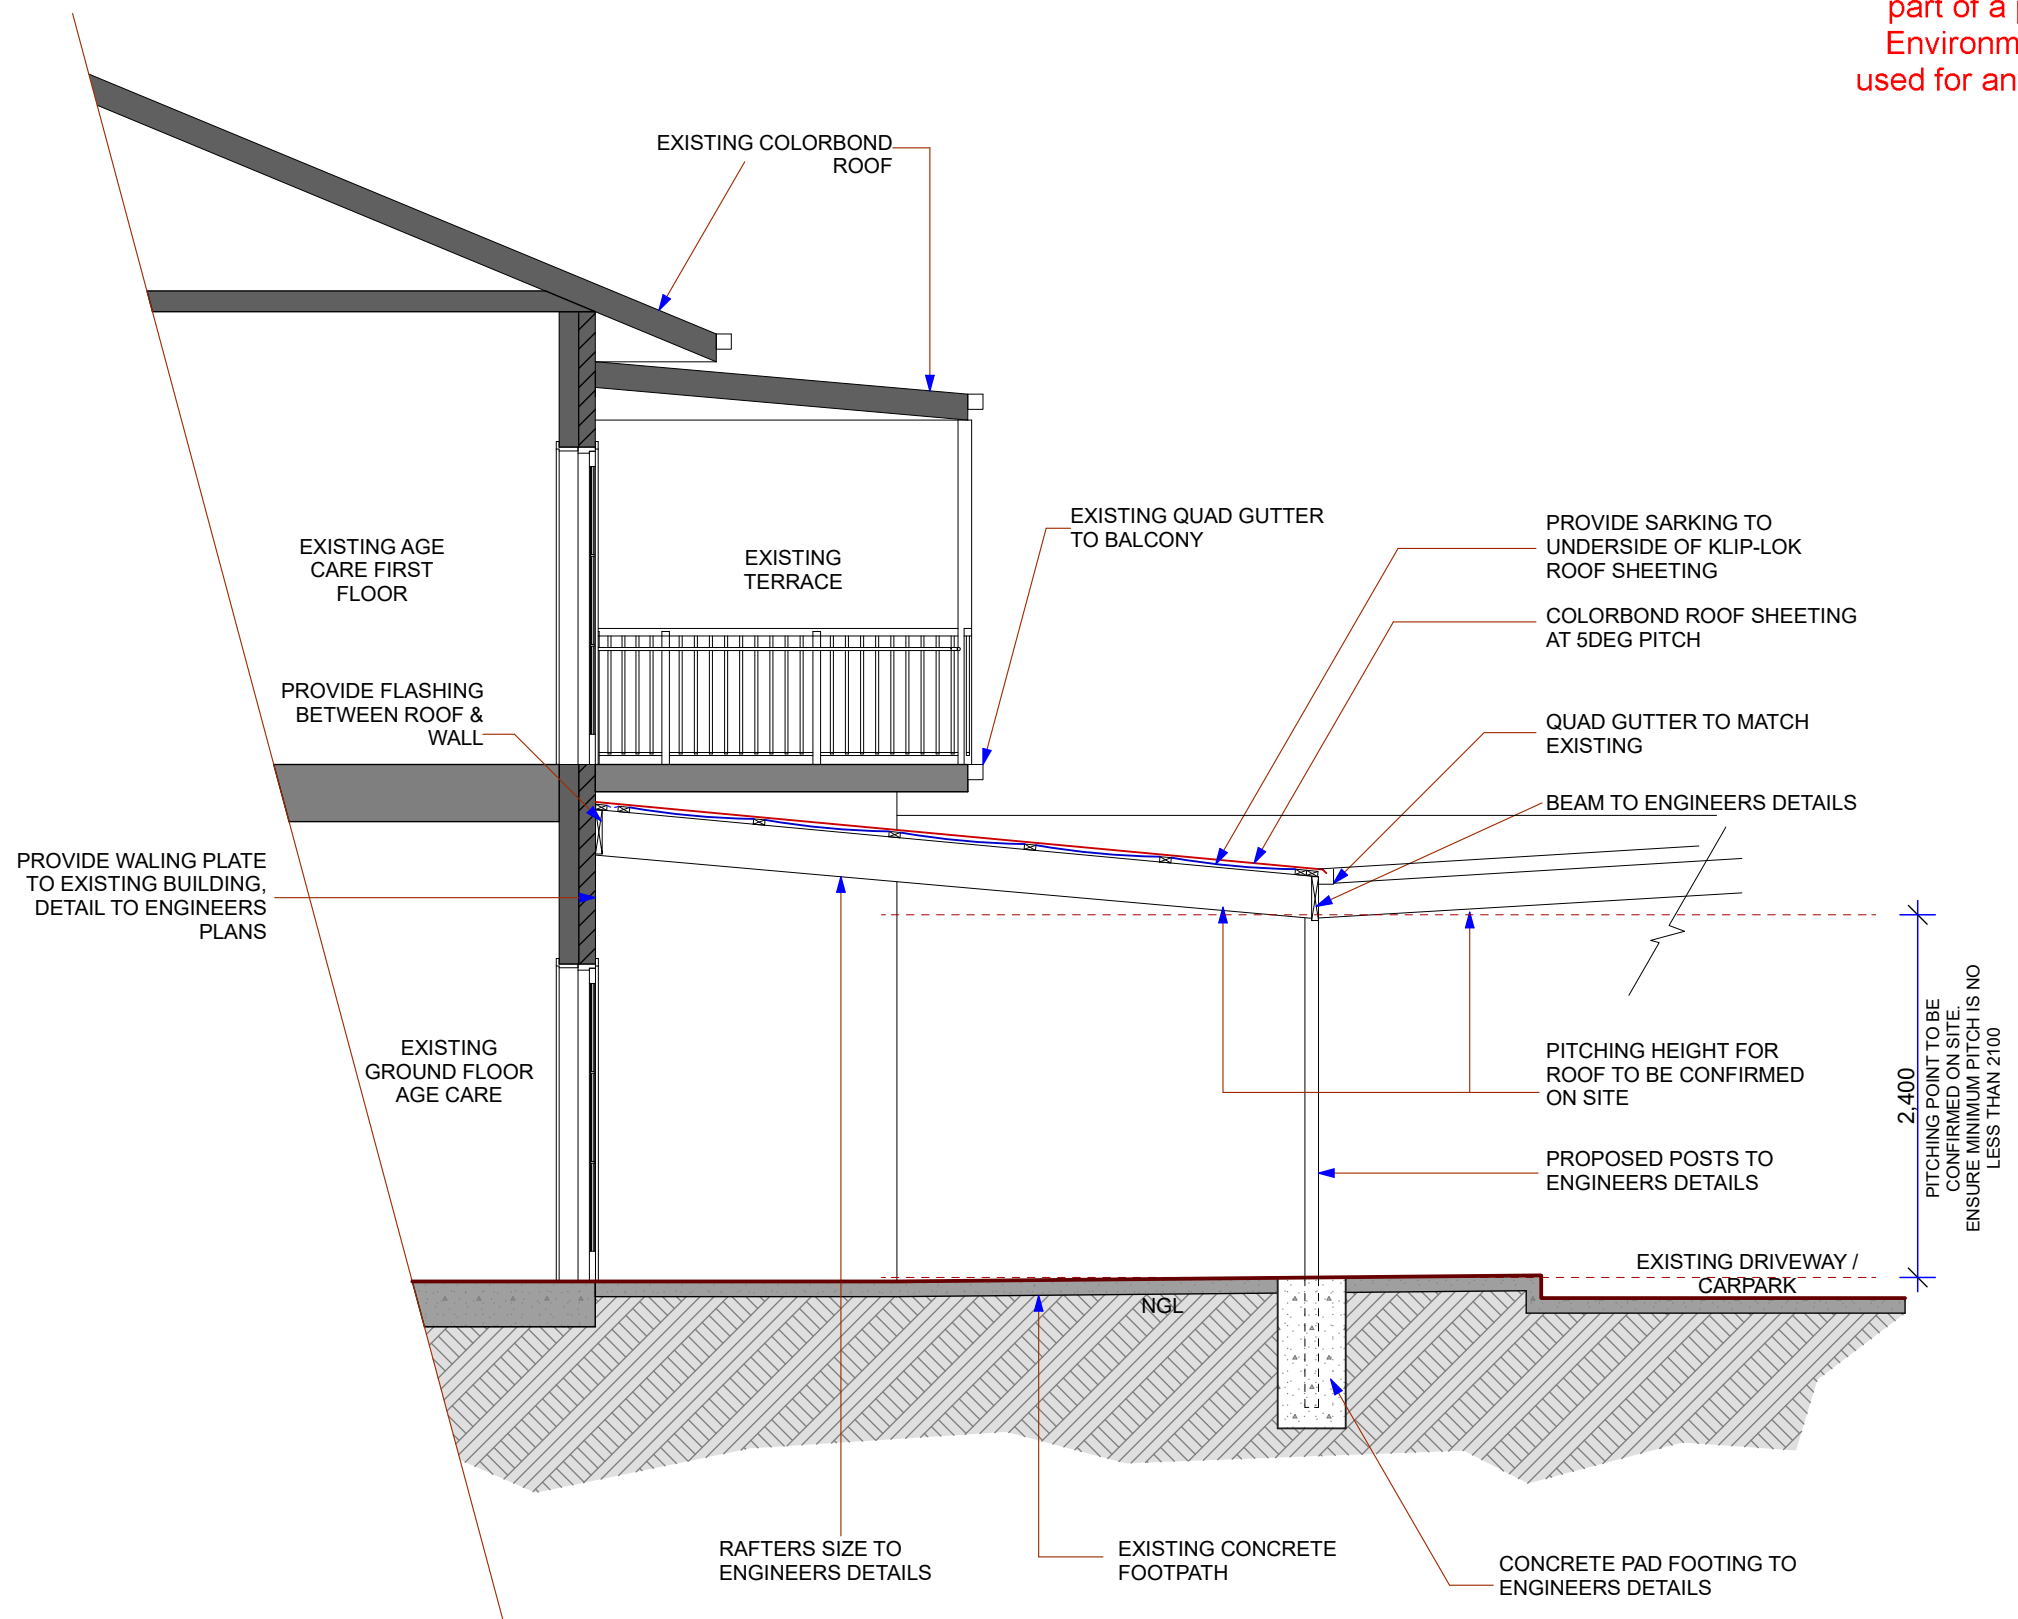 part of a
Environm
used for an
EXISTING COLORBOND
ROOF
EXISTING QUAD GUTTER
TO BALCONY
PROVIDE SARKING TO
UNDERSIDE OF KLIP-LOK
ROOF SHEETING
EXISTING AGE
CARE FIRST
FLOOR
EXISTING
TERRACE
COLORBOND ROOF SHEETING
AT 5DEG PITCH
PROVIDE FLASHING
BETWEEN ROOF &
WALL
QUAD GUTTER TO MATCH
EXISTING
BEAM TO ENGINEERS DETAILS
PROVIDE WALING PLATE
TO EXISTING BUILDING,
DETAIL TO ENGINEERS
PLANS
EXISTING
GROUND FLOOR
AGE CARE
PITCHING HEIGHT FOR
ROOF TO BE CONFIRMED
ON SITE
2,400
PITCHING POINT TO BE
CONFIRMED ON SITE.
ENSURE MINIMUM PITCH IS NO
LESS THAN 2100
PROPOSED POSTS TO
ENGINEERS DETAILS
EXISTING DRIVEWAY /
CARPARK
NGL
RAFTERS SIZE TO
ENGINEERS DETAILS
EXISTING CONCRETE
FOOTPATH
CONCRETE PAD FOOTING TO
ENGINEERS DETAILS